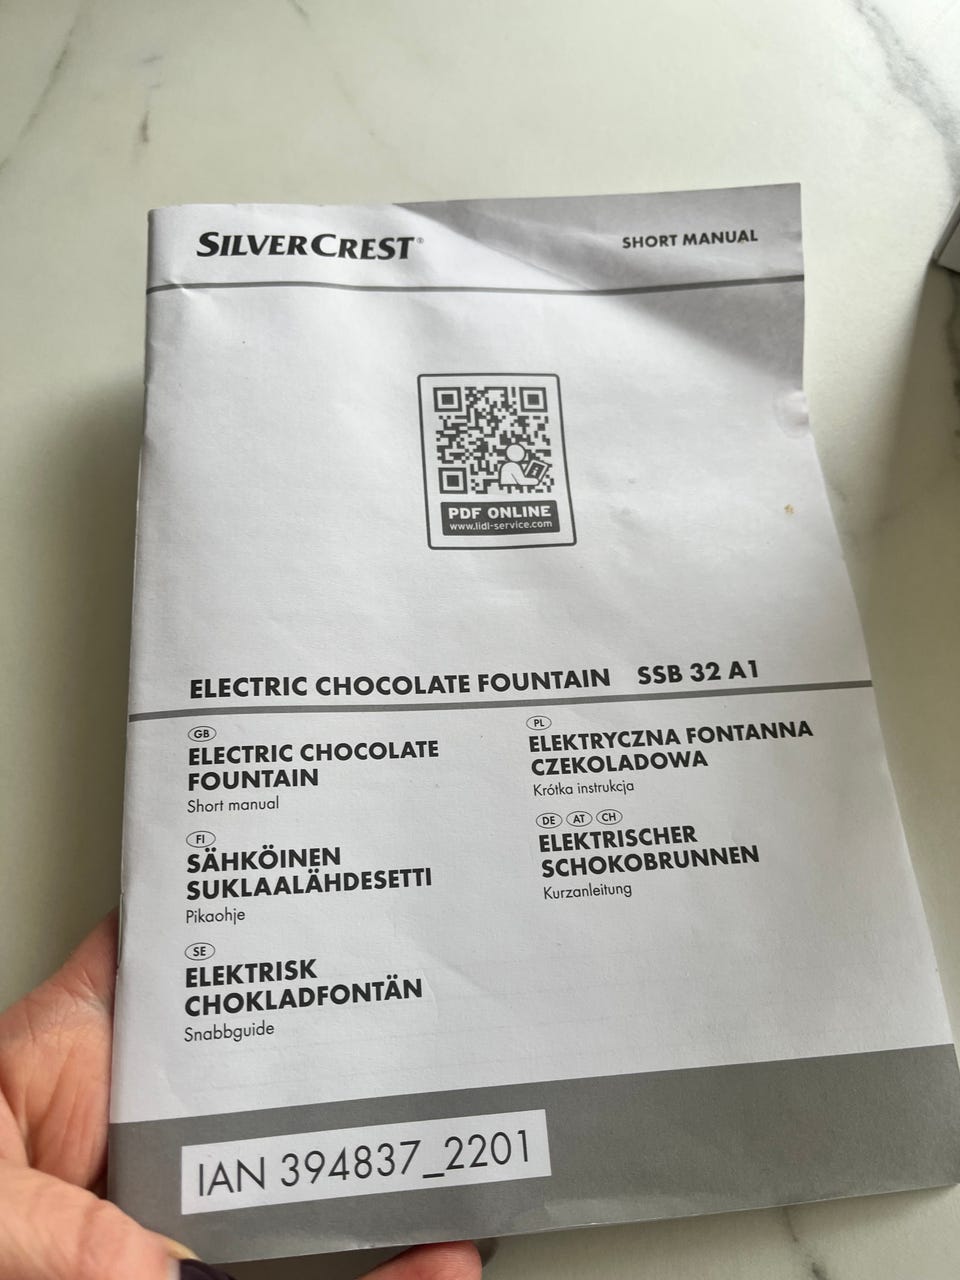 SILVERCREST®
SHORT MANUAL
PDF ONLINE
www.lidl-service.com
ELECTRIC CHOCOLATE FOUNTAIN SSB 32 A1
GB
ELECTRIC CHOCOLATE
FOUNTAIN
Short manual
FI
SÄHKÖINEN
SUKLAALÄHDESETTI
Pikaohje
SE
ELEKTRISK
CHOKLADFONTÄN
Snabbguide
PL
ELEKTRYCZNA FONTANNA
CZEKOLADOWA
Krótka instrukcja
DE AT CH
ELEKTRISCHER
SCHOKOBRUNNEN
Kurzanleitung
IAN 394837_2201